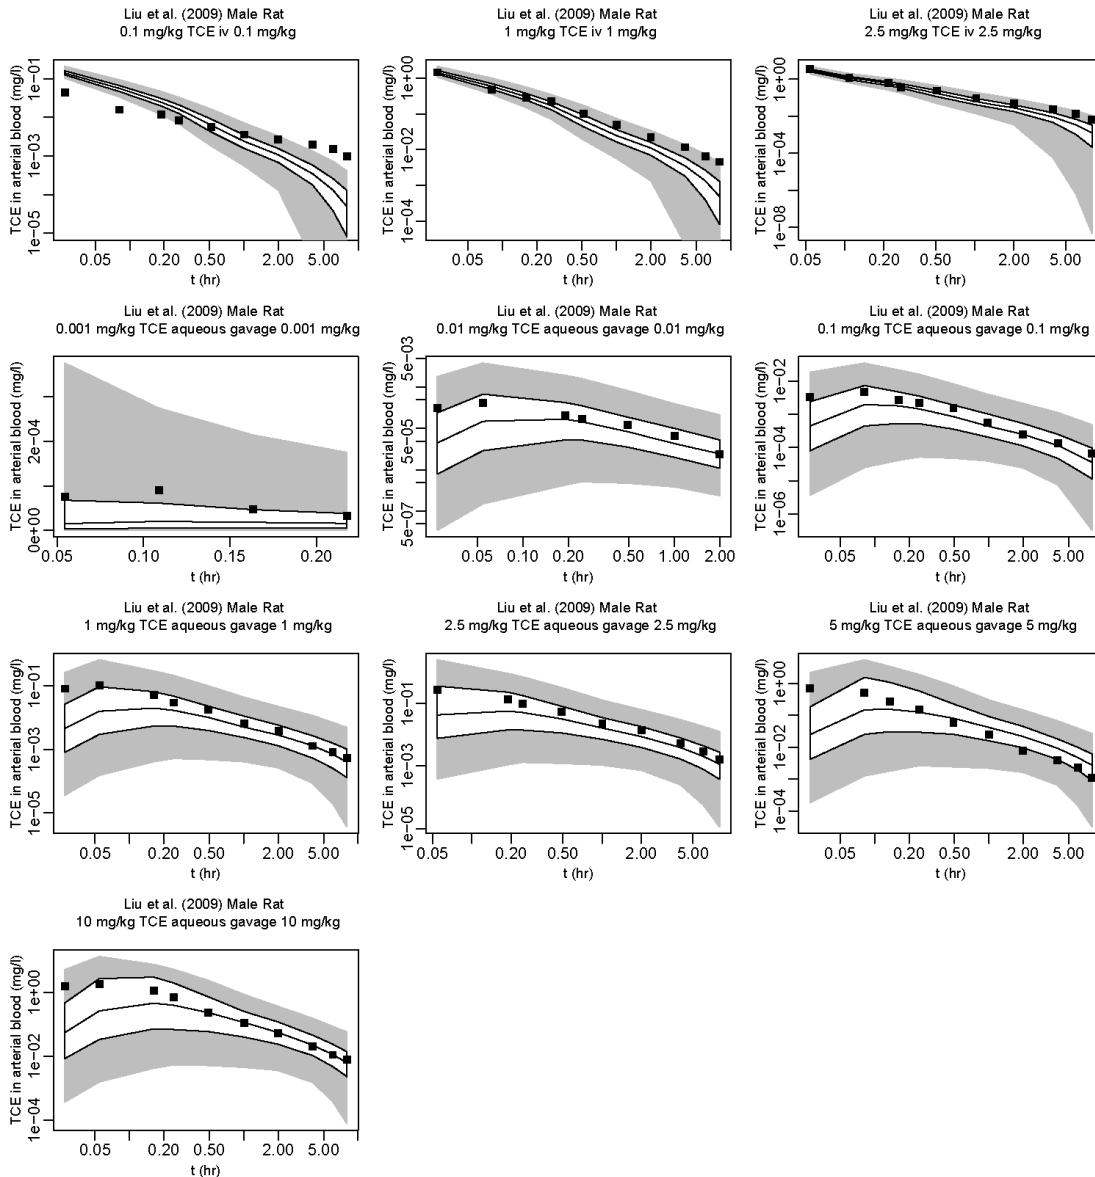 Liu et al. (2009) Male Rat
0.1 mg/kg TCE iv 0.1 mg/kg
TCE in arterial blood (mg/l)
1e−01
1e−03
1e−05
0.05 0.20 0.50 2.00 5.00
t (hr)
Liu et al. (2009) Male Rat
1 mg/kg TCE iv 1 mg/kg
TCE in arterial blood (mg/l)
1e+00
1e−02
1e−04
0.05 0.20 0.50 2.00 5.00
t (hr)
Liu et al. (2009) Male Rat
2.5 mg/kg TCE iv 2.5 mg/kg
TCE in arterial blood (mg/l)
1e+00
1e−04
1e−08
0.05 0.20 0.50 2.00 5.00
t (hr)
Liu et al. (2009) Male Rat
0.001 mg/kg TCE aqueous gavage 0.001 mg/kg
TCE in arterial blood (mg/l)
2e−04
0e+00
0.05 0.10 0.15 0.20
t (hr)
Liu et al. (2009) Male Rat
0.01 mg/kg TCE aqueous gavage 0.01 mg/kg
TCE in arterial blood (mg/l)
5e−03
5e−05
5e−07
0.05 0.10 0.20 0.50 1.00 2.00
t (hr)
Liu et al. (2009) Male Rat
0.1 mg/kg TCE aqueous gavage 0.1 mg/kg
TCE in arterial blood (mg/l)
1e−02
1e−04
1e−06
0.05 0.20 0.50 2.00 5.00
t (hr)
Liu et al. (2009) Male Rat
1 mg/kg TCE aqueous gavage 1 mg/kg
TCE in arterial blood (mg/l)
1e−01
1e−03
1e−05
0.05 0.20 0.50 2.00 5.00
t (hr)
Liu et al. (2009) Male Rat
2.5 mg/kg TCE aqueous gavage 2.5 mg/kg
TCE in arterial blood (mg/l)
1e−01
1e−03
1e−05
0.05 0.20 0.50 2.00 5.00
t (hr)
Liu et al. (2009) Male Rat
5 mg/kg TCE aqueous gavage 5 mg/kg
TCE in arterial blood (mg/l)
1e+00
1e−02
1e−04
0.05 0.20 0.50 2.00 5.00
t (hr)
Liu et al. (2009) Male Rat
10 mg/kg TCE aqueous gavage 10 mg/kg
TCE in arterial blood (mg/l)
1e+00
1e−02
1e−04
0.05 0.20 0.50 2.00 5.00
t (hr)